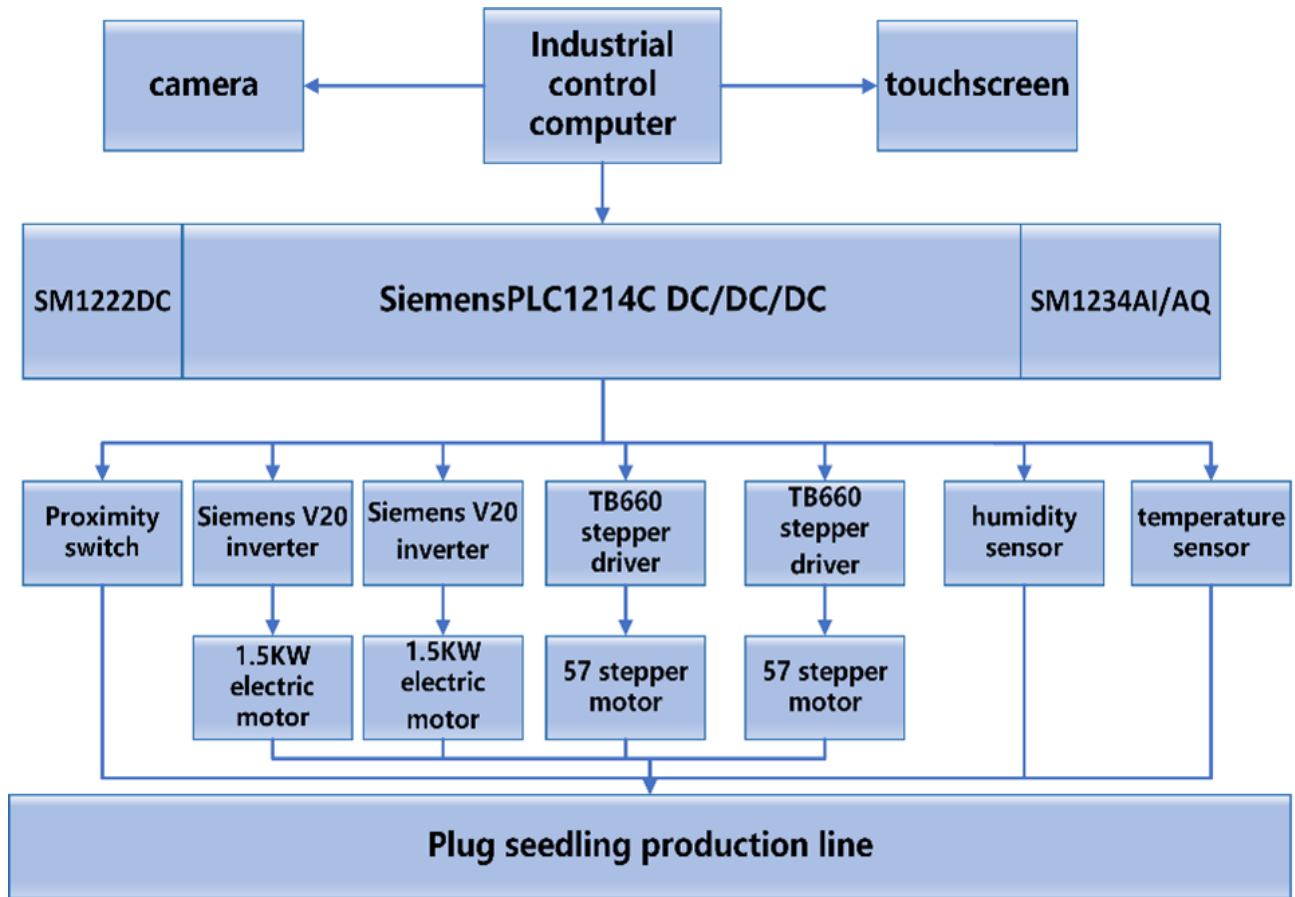 camera
Industrial
control
computer
touchscreen
SM1222DC
SiemensPLC1214C DC/DC/DC
SM1234AI/AQ
Proximity
switch
Siemens V20
inverter
Siemens V20
inverter
TB660
stepper
driver
TB660
stepper
driver
humidity
sensor
temperature
sensor
1.5KW
electric
motor
1.5KW
electric
motor
57 stepper
motor
57 stepper
motor
Plug seedling production line